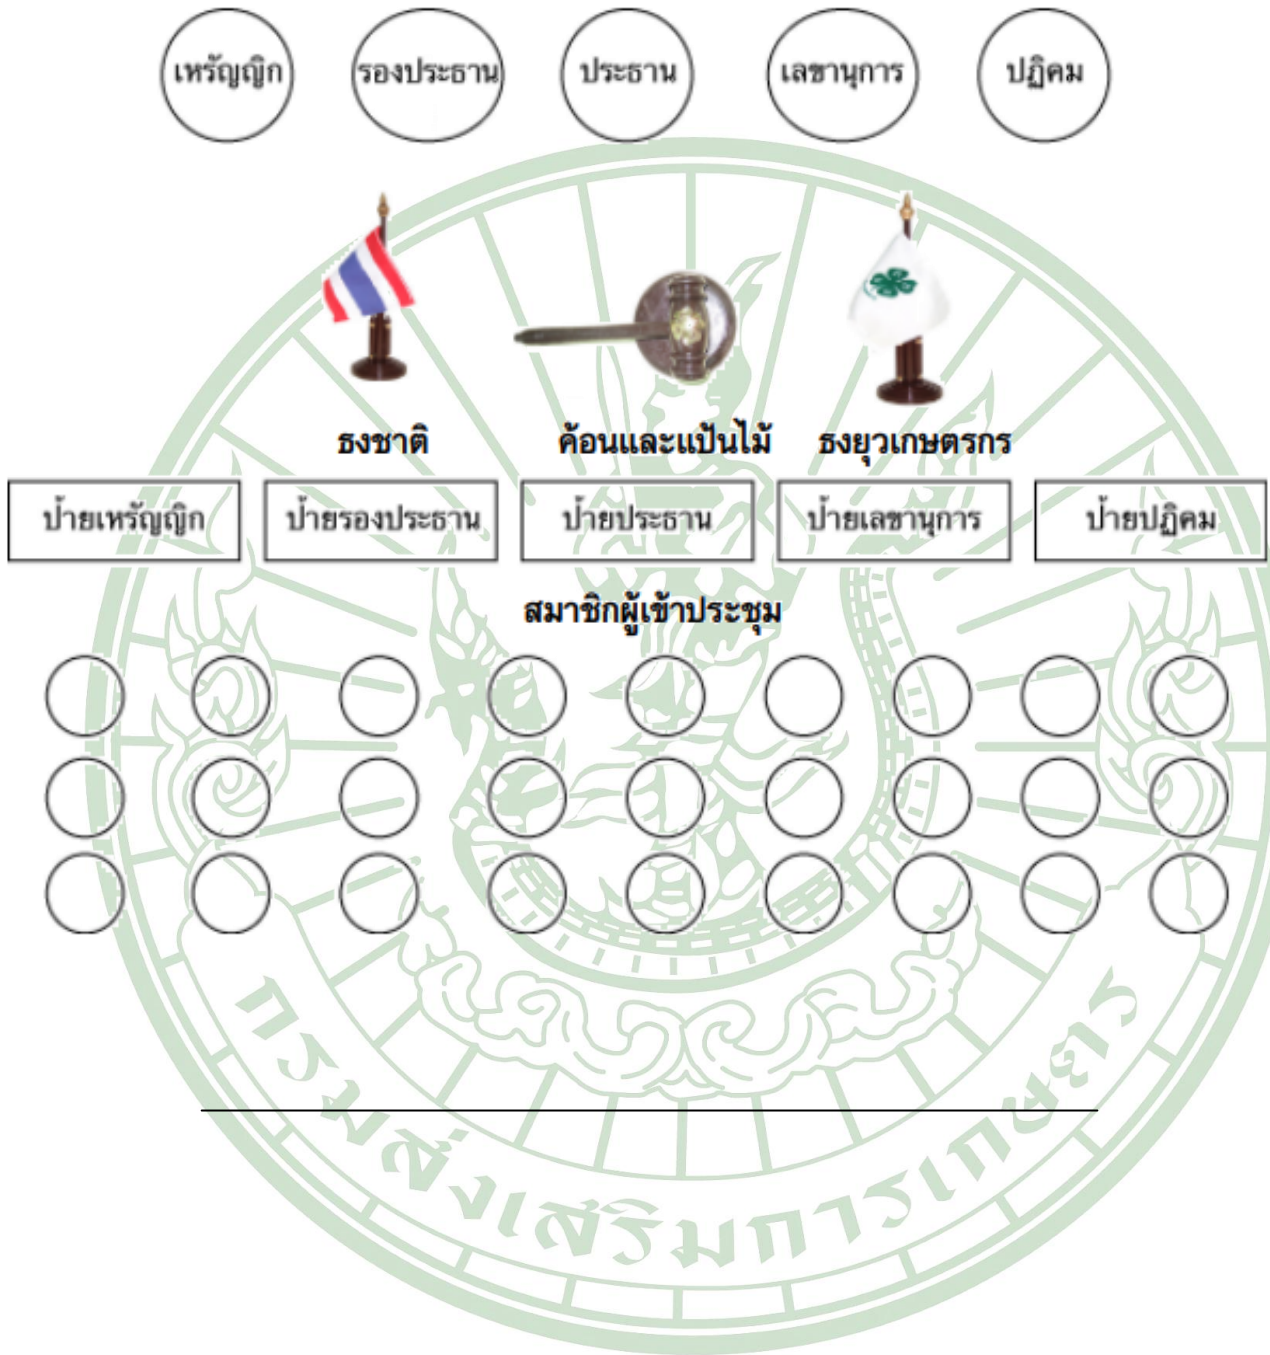 เหรัญญิก รองประธาน ประธาน เลขานุการ ปฏิคม
ธงชาติ ค้อนและแป้นไม้ ธงยุวเกษตรกร
ป้ายเหรัญญิก ป้ายรองประธาน ป้ายประธาน ป้ายเลขานุการ ป้ายปฏิคม
สมาชิกผู้เข้าประชุม
กรมส่งเสริมการเกษตร